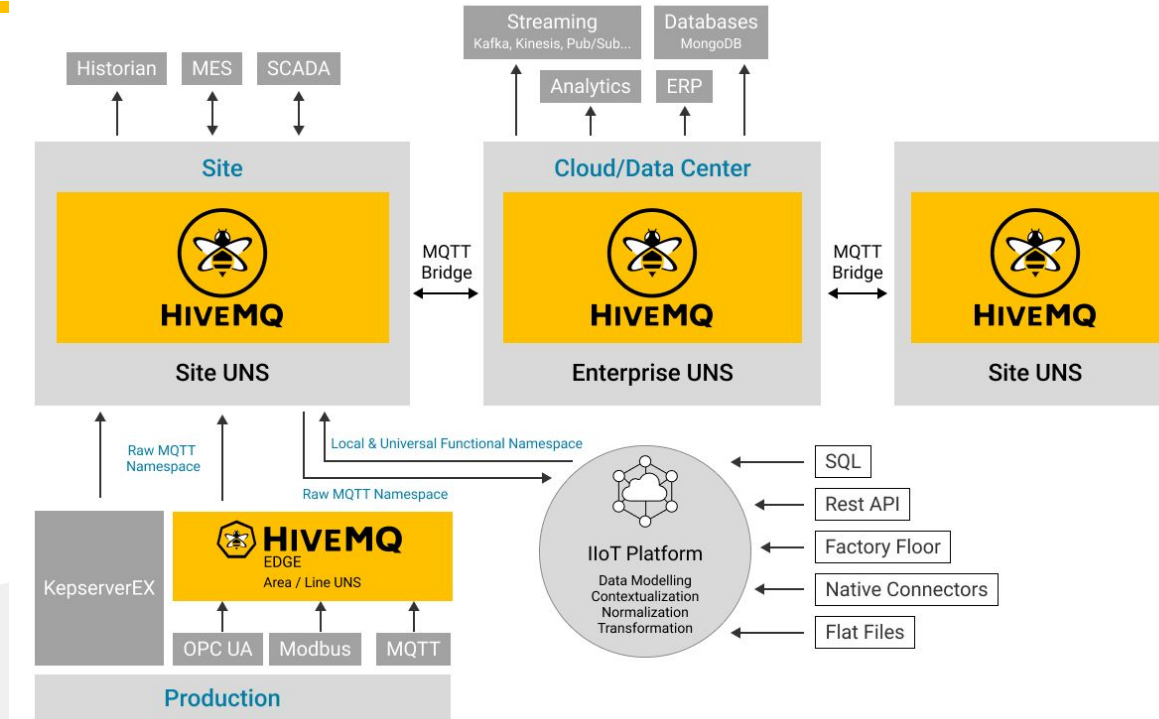 Streaming
Kafka, Kinesis, Pub/Sub...
Databases
MongoDB
Historian
MES
SCADA
Analytics
ERP
Site
HIVEMQ
Site UNS
MQTT
Bridge
Cloud/Data Center
HIVEMQ
Enterprise UNS
MQTT
Bridge
HIVEMQ
Site UNS
Raw MQTT
Namespace
Local & Universal Functional Namespace
Raw MQTT Namespace
KepserverEX
HIVEMQ
EDGE
Area / Line UNS
OPC UA
Modbus
MQTT
Production
IIoT Platform
Data Modelling
Contextualization
Normalization
Transformation
SQL
Rest API
Factory Floor
Native Connectors
Flat Files